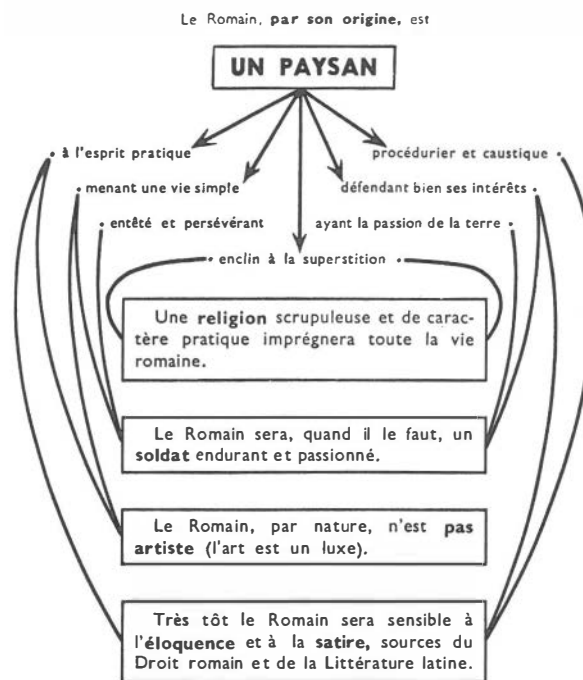 Le Romain, par son origine, est
UN PAYSAN
• à l'esprit pratique
procédurier et caustique •
• menant une vie simple
défendant bien ses intérêts •
• entêté et persévérant
ayant la passion de la terre •
• enclin à la superstition •
Une religion scrupuleuse et de carac-
tère pratique imprégnera toute la vie
romaine.
Le Romain sera, quand il le faut, un
soldat endurant et passionné.
Le Romain, par nature, n'est pas
artiste (l'art est un luxe).
Très tôt le Romain sera sensible à
l'éloquence et à la satire, sources du
Droit romain et de la Littérature latine.